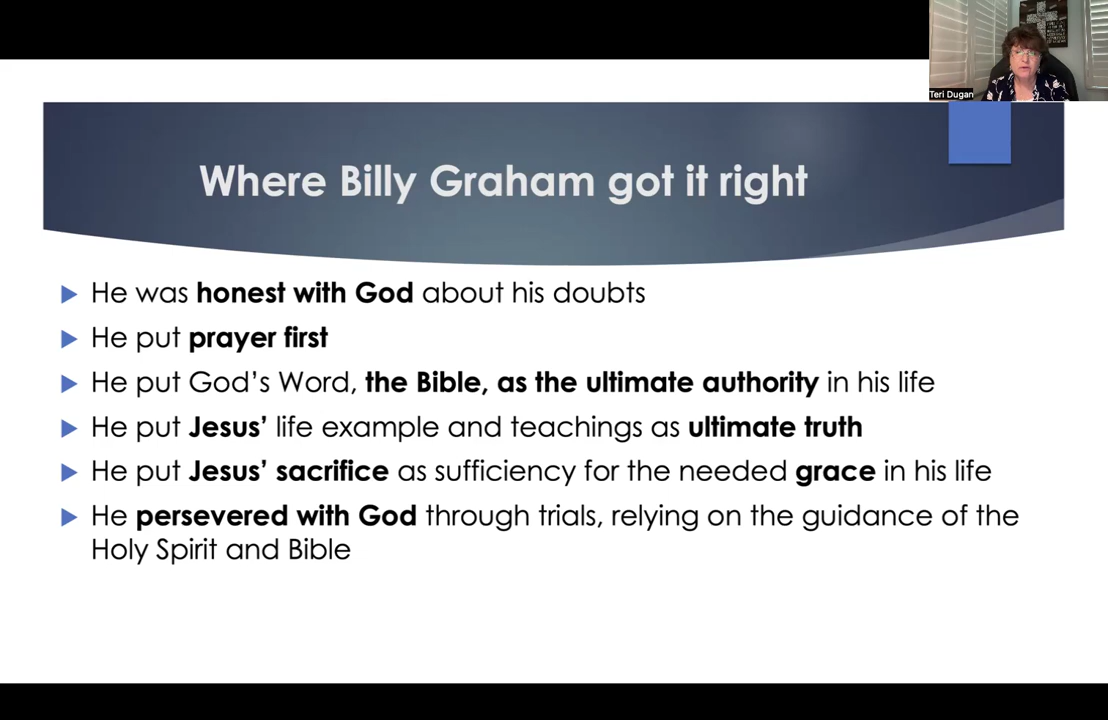 Teri Dugan
Where Billy Graham got it right
He was honest with God about his doubts
He put prayer first
He put God's Word, the Bible, as the ultimate authority in his life
He put Jesus' life example and teachings as ultimate truth
He put Jesus' sacrifice as sufficiency for the needed grace in his life
He persevered with God through trials, relying on the guidance of the
Holy Spirit and Bible